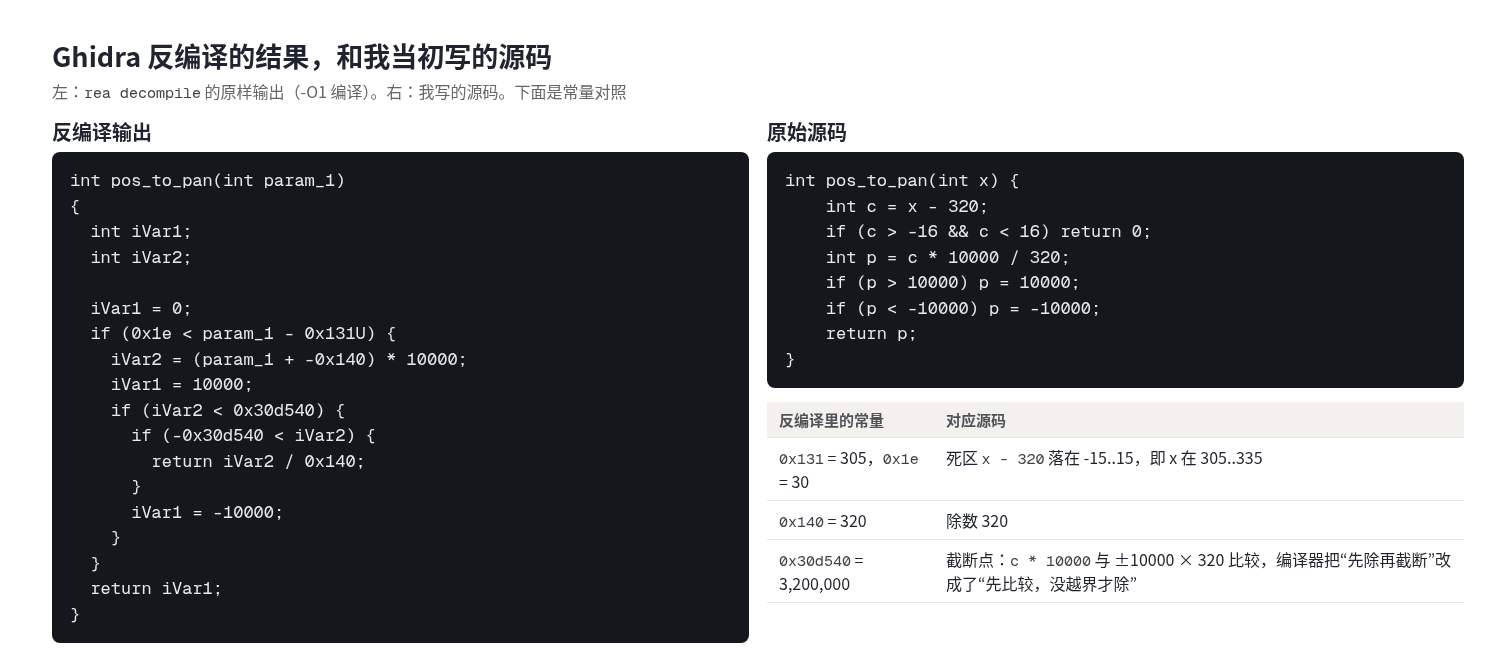 Ghidra 反编译的结果，和我当初写的源码
左：rea decompile 的原样输出（-O1 编译）。右：我写的源码。下面是常量对照
反编译输出
int pos_to_pan(int param_1)
{
  int iVar1;
  int iVar2;

  iVar1 = 0;
  if (0x1e < param_1 - 0x131U) {
    iVar2 = (param_1 + -0x140) * 10000;
    iVar1 = 10000;
    if (iVar2 < 0x30d540) {
      if (-0x30d540 < iVar2) {
        return iVar2 / 0x140;
      }
      iVar1 = -10000;
    }
  }
  return iVar1;
}
原始源码
int pos_to_pan(int x) {
    int c = x - 320;
    if (c > -16 && c < 16) return 0;
    int p = c * 10000 / 320;
    if (p > 10000) p = 10000;
    if (p < -10000) p = -10000;
    return p;
}
反编译里的常量 对应源码
0x131 = 305，0x1e
= 30
死区 x - 320 落在 -15..15，即 x 在 305..335
0x140 = 320
除数 320
0x30d540 =
3,200,000
截断点：c * 10000 与 ±10000 × 320 比较，编译器把“先除再截断”改
成了“先比较，没越界才除”